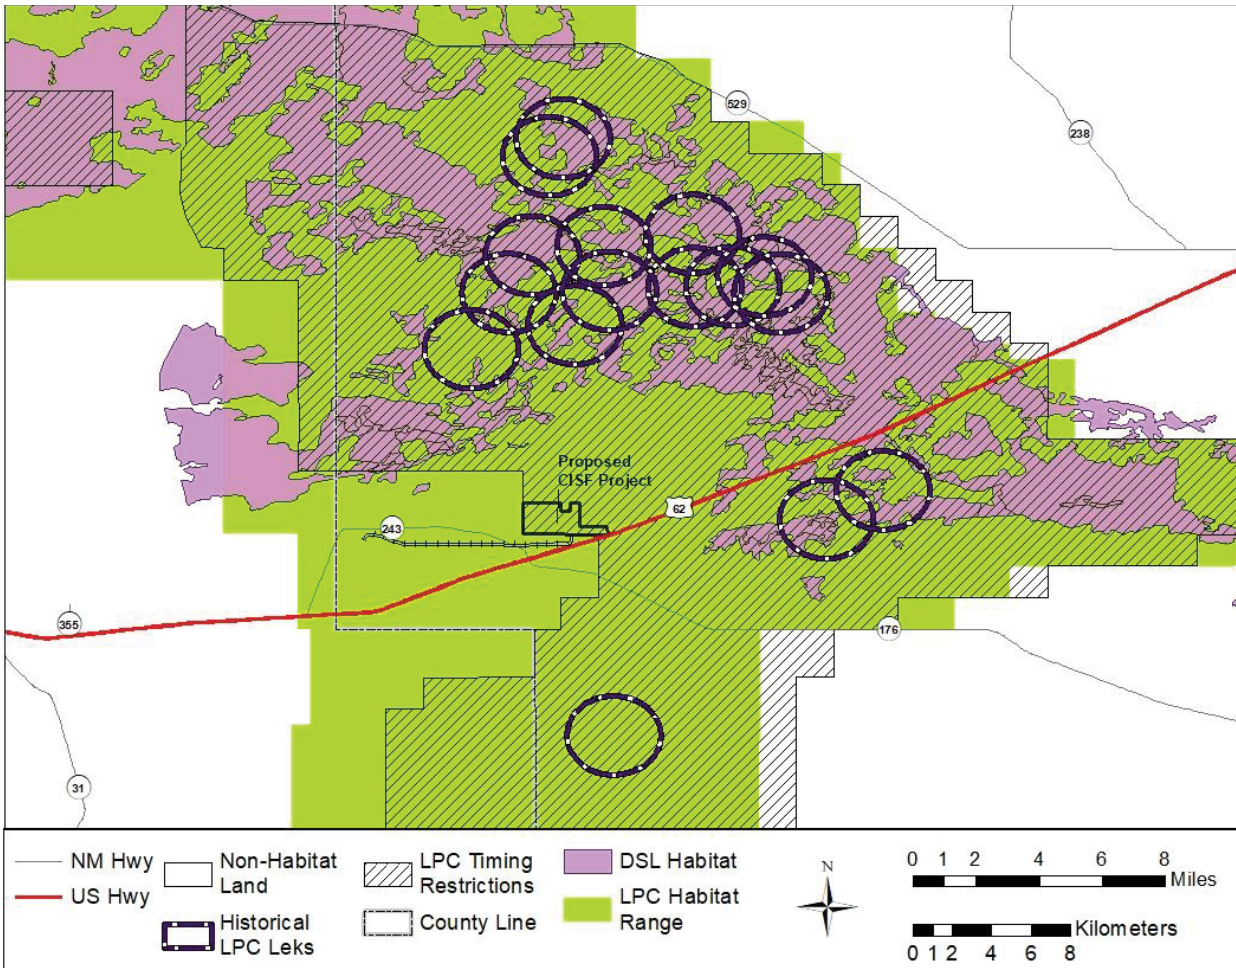 529
238
Proposed
CISF Project
62
243
355
176
31
NM Hwy
US Hwy
Non-Habitat
Land
Historical
LPC Leks
LPC Timing
Restrictions
County Line
DSL Habitat
LPC Habitat
Range
N
0 1 2 4 6 8
Miles
Kilometers
0 1 2 4 6 8